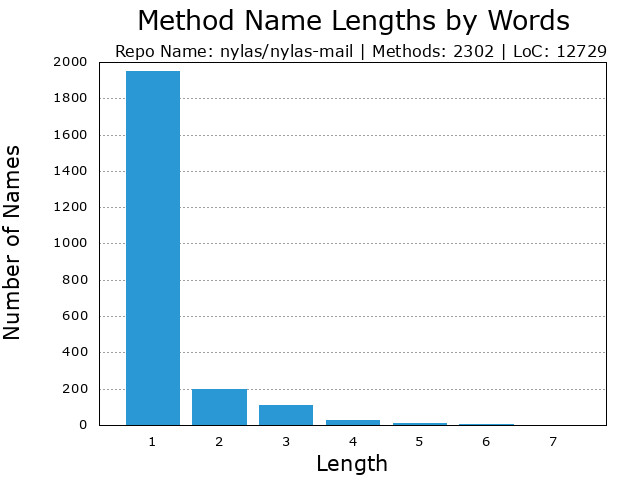 Method Name Lengths by Words
Repo Name: nylas/nylas-mail | Methods: 2302 | LoC: 12729
Number of Names
2000
1800
1600
1400
1200
1000
800
600
400
200
0
1 2 3 4 5 6 7
Length